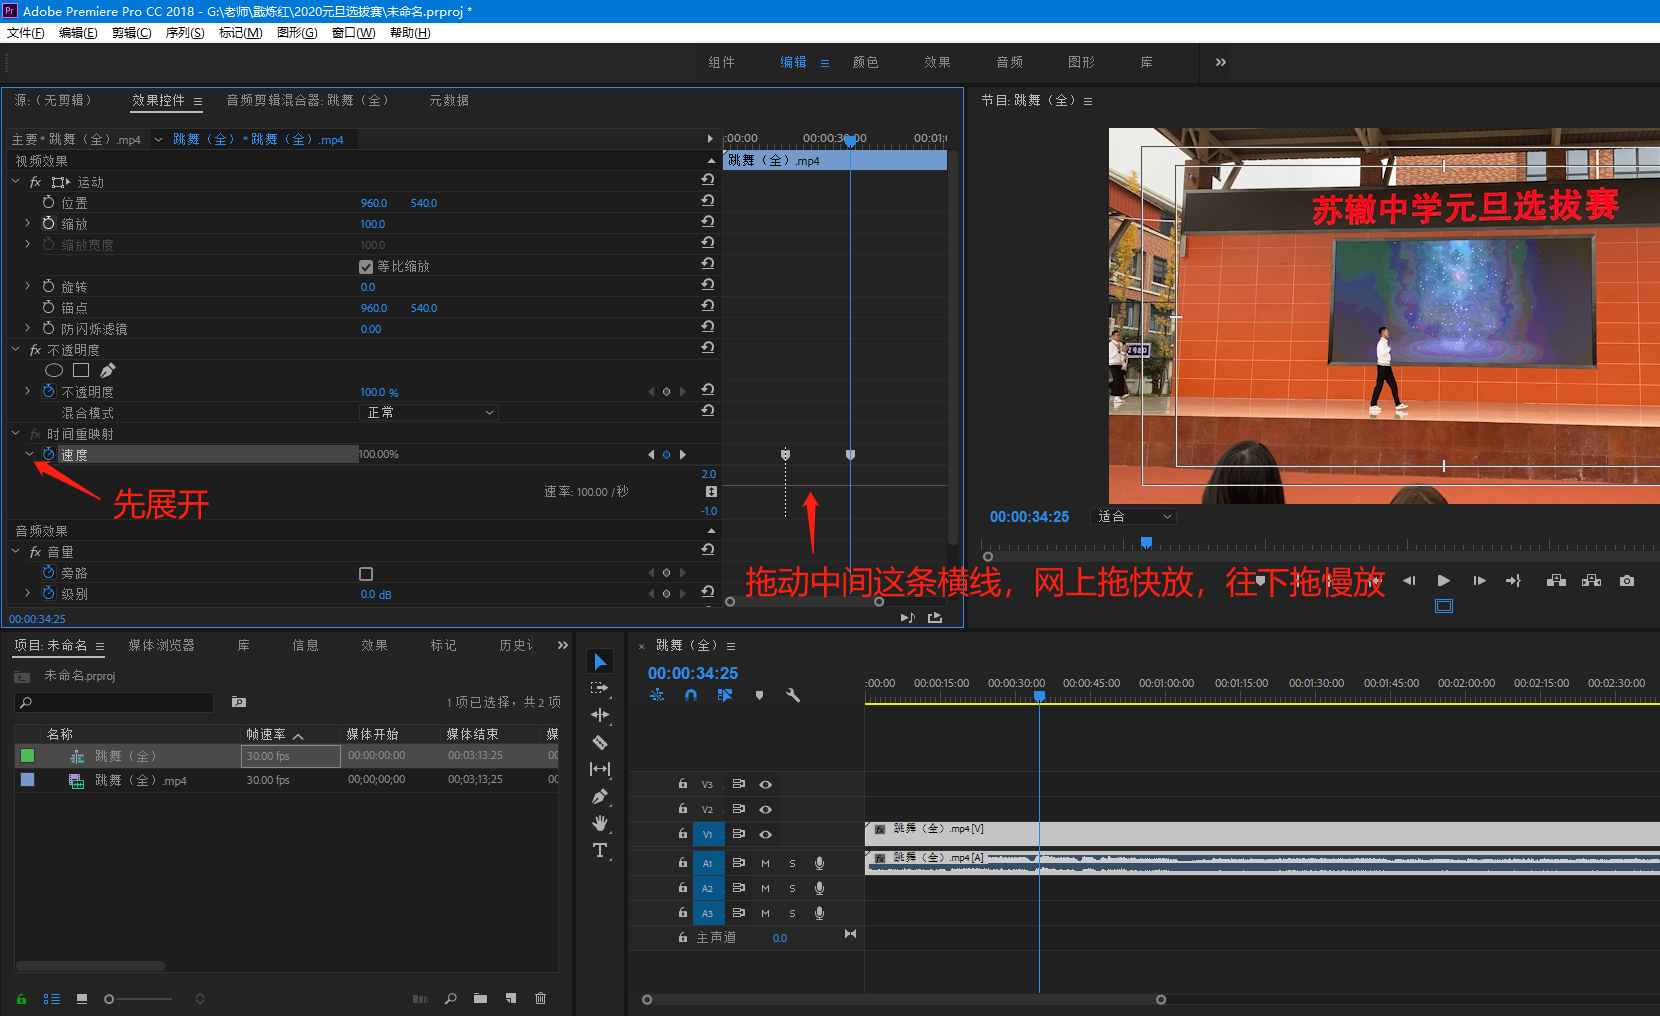 Adobe Premiere Pro CC 2018 - G:\老师\戢炼红\2020元旦选拔赛\未命名.prproj *
文件(F) 编辑(E) 剪辑(C) 序列(S) 标记(M) 图形(G) 窗口(W) 帮助(H)
组件 编辑 颜色 效果 音频 图形 库
源:（无剪辑） 效果控件 音频剪辑混合器: 跳舞（全） 元数据
主要* 跳舞（全）.mp4 跳舞（全）* 跳舞（全）.mp4
:00:00 00:00:30:00 00:01:
视频效果
跳舞（全）.mp4
fx 运动
位置 960.0 540.0
缩放 100.0
缩放宽度 100.0
等比缩放
旋转 0.0
锚点 960.0 540.0
防闪烁滤镜 0.00
fx 不透明度
不透明度 100.0 %
混合模式 正常
fx 时间重映射
速度 100.00%
2.0
速率: 100.00 /秒
-1.0
先展开
音频效果
fx 音量
旁路
级别 0.0 dB
拖动中间这条横线，网上拖快放，往下拖慢放
00:00:34:25
节目: 跳舞（全）
苏辙中学元旦选拔赛
00:00:34:25 适合
项目: 未命名 媒体浏览器 库 信息 效果 标记 历史记
未命名.prproj
1 项已选择，共 2 项
名称 帧速率 媒体开始 媒体结束 媒
跳舞（全） 30.00 fps 00:00:00:00 00:03:13:25 00
跳舞（全）.mp4 30.00 fps 00;00;00;00 00;03;13;25 00
T
× 跳舞（全）
00:00:34:25
:00:00 00:00:15:00 00:00:30:00 00:00:45:00 00:01:00:00 00:01:15:00 00:01:30:00 00:01:45:00 00:02:00:00 00:02:15:00 00:02:30:00
V3
V2
V1 fx 跳舞（全）.mp4 [V]
A1 M S fx 跳舞（全）.mp4 [A]
A2 M S
A3 M S
主声道 0.0